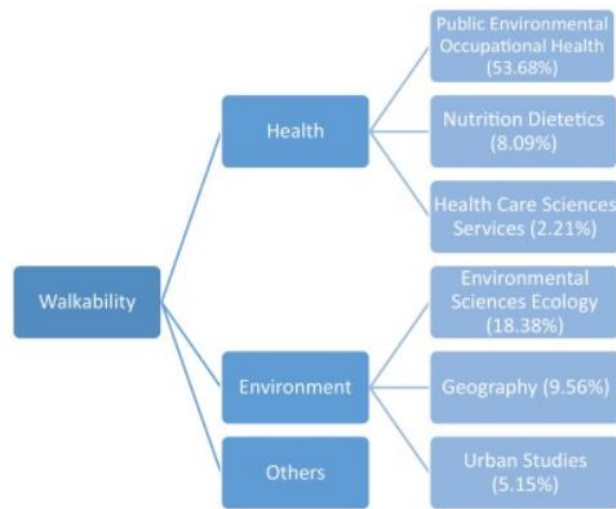 Public Environmental
Occupational Health
(53.68%)
Health
Nutrition Dietetics
(8.09%)
Health Care Sciences
Services (2.21%)
Walkability
Environmental
Sciences Ecology
(18.38%)
Environment
Geography (9.56%)
Others
Urban Studies
(5.15%)